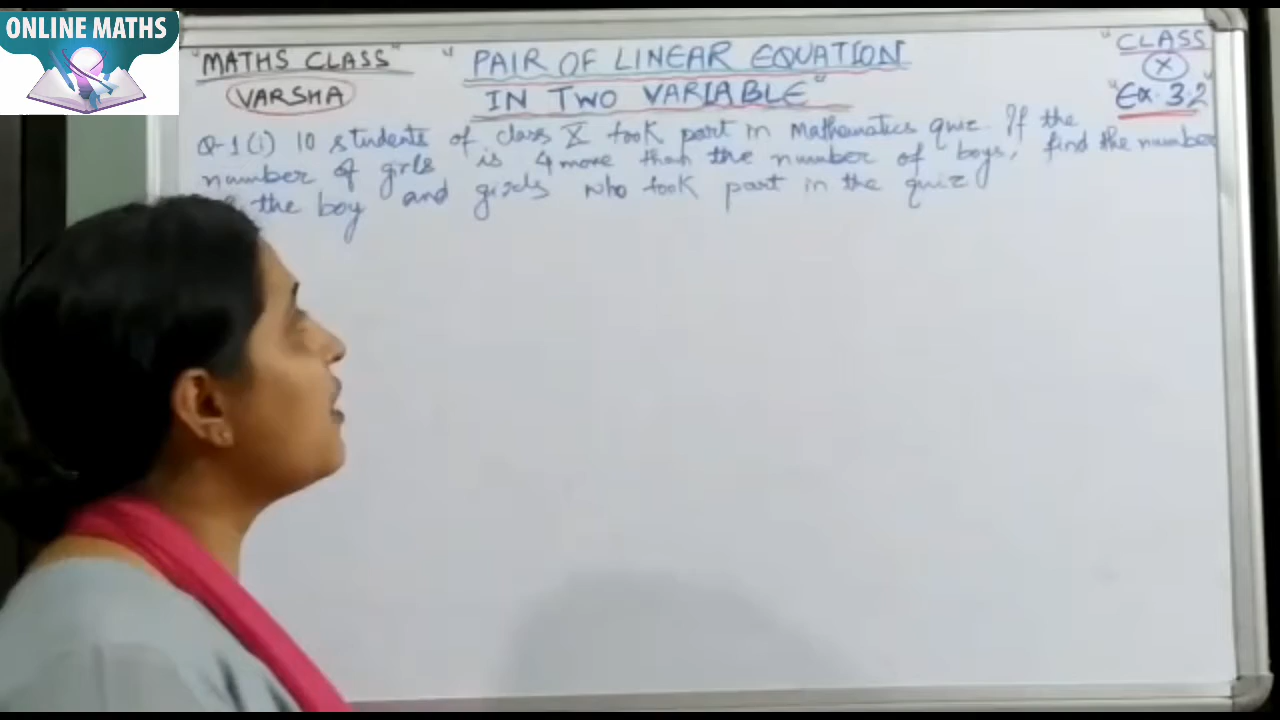 ONLINE MATHS
"MATHS CLASS"
VARSHA
"PAIR OF LINEAR EQUATION
IN TWO VARIABLE"
"CLASS
X
"Ex. 3.2"
Q-1 (i) 10 students of class X took part in Mathematics quiz. If the
number of girls is 4 more than the number of boys, find the number
the boy and girls who took part in the quiz